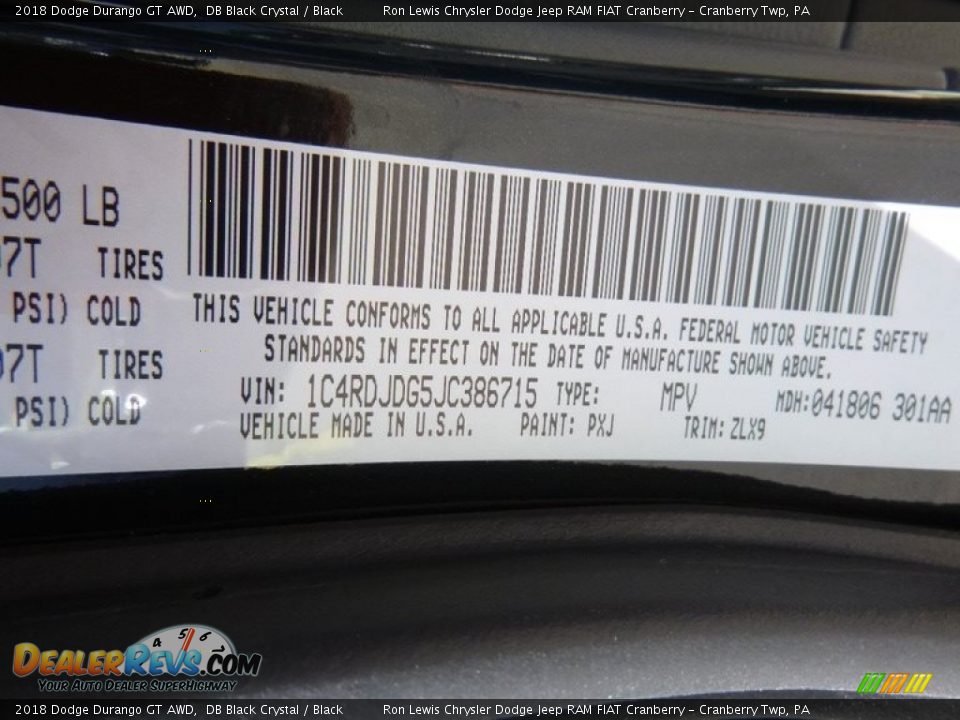 2018 Dodge Durango GT AWD,  DB Black Crystal / Black          Ron Lewis Chrysler Dodge Jeep RAM FIAT Cranberry - Cranberry Twp, PA
500 LB
7T TIRES
PSI) COLD
7T TIRES
PSI) COLD
THIS VEHICLE CONFORMS TO ALL APPLICABLE U.S.A. FEDERAL MOTOR VEHICLE SAFETY
STANDARDS IN EFFECT ON THE DATE OF MANUFACTURE SHOWN ABOVE.
VIN: 1C4RDJDG5JC386715 TYPE: MPV MDH:041806 301AA
VEHICLE MADE IN U.S.A. PAINT: PXJ TRIM: ZLX9
4 5 6
DEALERREVS.COM
YOUR AUTO DEALER SUPERHIGHWAY
2018 Dodge Durango GT AWD,  DB Black Crystal / Black          Ron Lewis Chrysler Dodge Jeep RAM FIAT Cranberry - Cranberry Twp, PA